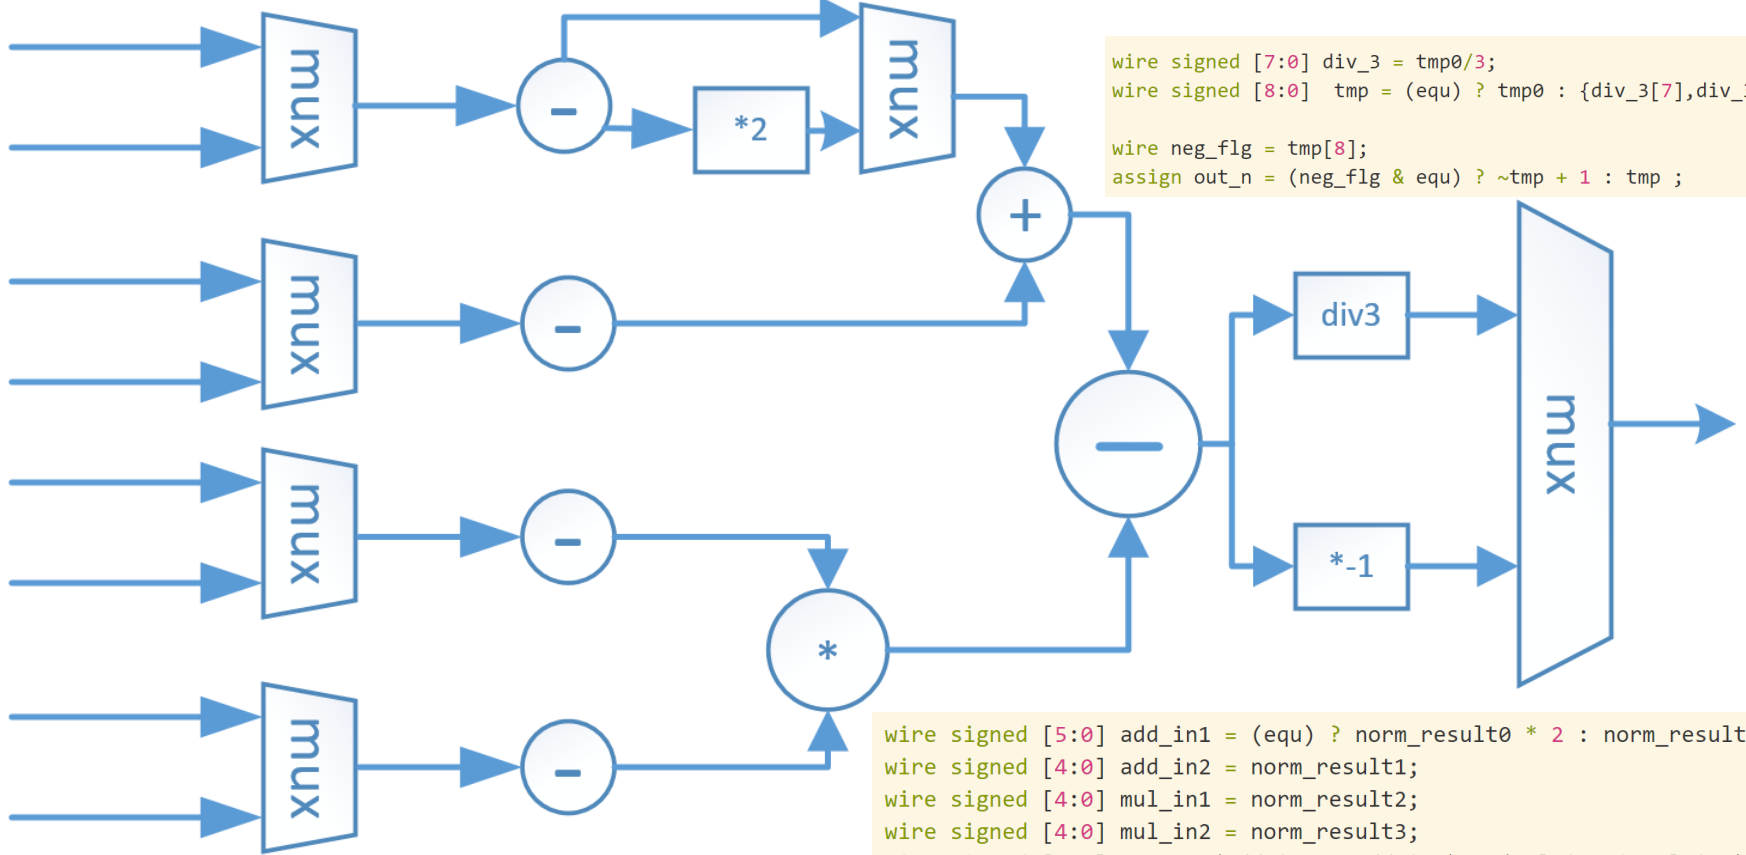 mux
-
*2
mux
wire signed [7:0] div_3 = tmp0/3;
wire signed [8:0]  tmp = (equ) ? tmp0 : {div_3[7],div_
wire neg_flg = tmp[8];
assign out_n = (neg_flg & equ) ? ~tmp + 1 : tmp ;
+
mux
-
div3
mux
-
mux
-
*-1
*
mux
-
wire signed [5:0] add_in1 = (equ) ? norm_result0 * 2 : norm_result
wire signed [4:0] add_in2 = norm_result1;
wire signed [4:0] mul_in1 = norm_result2;
wire signed [4:0] mul_in2 = norm_result3;